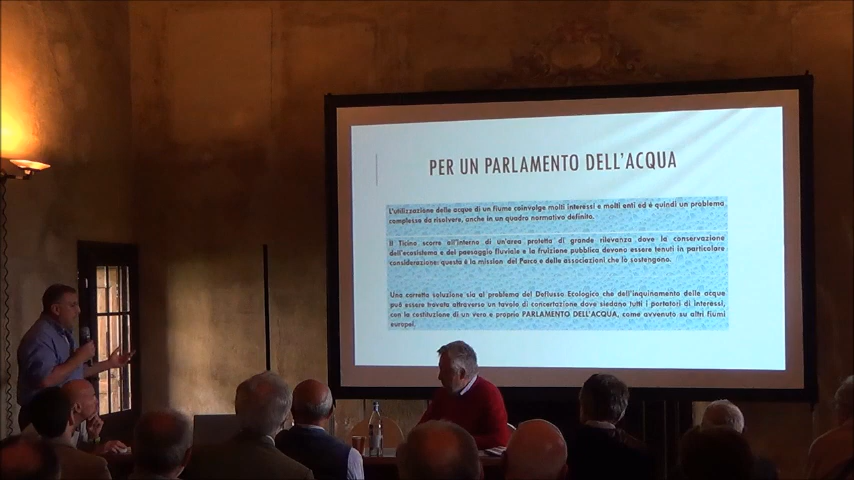 PER UN PARLAMENTO DELL'ACQUA
L'utilizzazione delle acque di un fiume coinvolge molti interessi e molti enti ed è quindi un problema
complesso da risolvere, anche in un quadro normativo definito.
Il Ticino scorre all'interno di un'area protetta di grande rilevanza dove la conservazione
dell'ecosistema e del paesaggio fluviale e la fruizione pubblica devono essere tenuti in particolare
considerazione: questa è la mission del Parco e delle associazioni che lo sostengono.
Una corretta soluzione sia al problema del Deflusso Ecologico che dell'inquinamento delle acque
può essere trovata attraverso un tavolo di concertazione dove siedano tutti i portatori di interessi,
con la costituzione di un vero e proprio PARLAMENTO DELL'ACQUA, come avvenuto su altri fiumi
europei.